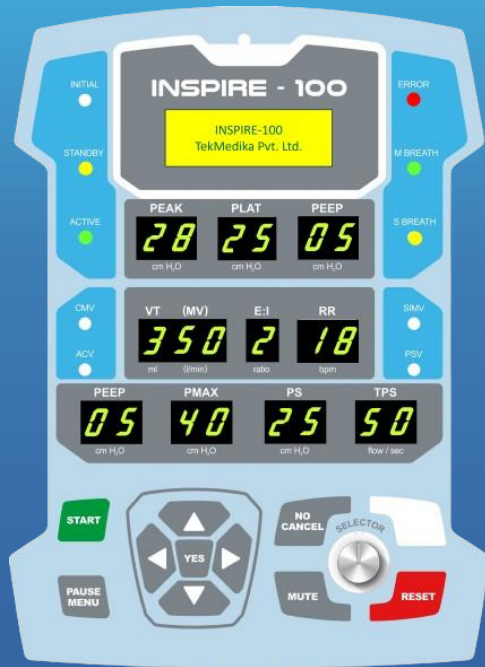 INITIAL
INSPIRE - 100
ERROR
INSPIRE-100
TekMedika Pvt. Ltd.
STANDBY
M BREATH
ACTIVE
S BREATH
PEAK PLAT PEEP
28 25 05
cm H₂O cm H₂O cm H₂O
CMV
VT (MV) E:I RR
SIMV
350 2 18
ACV
ml (l/min) ratio bpm
PSV
PEEP PMAX PS TPS
05 40 25 50
cm H₂O cm H₂O cm H₂O flow / sec
START
NO
CANCEL
SELECTOR
YES
PAUSE
MENU
MUTE
RESET